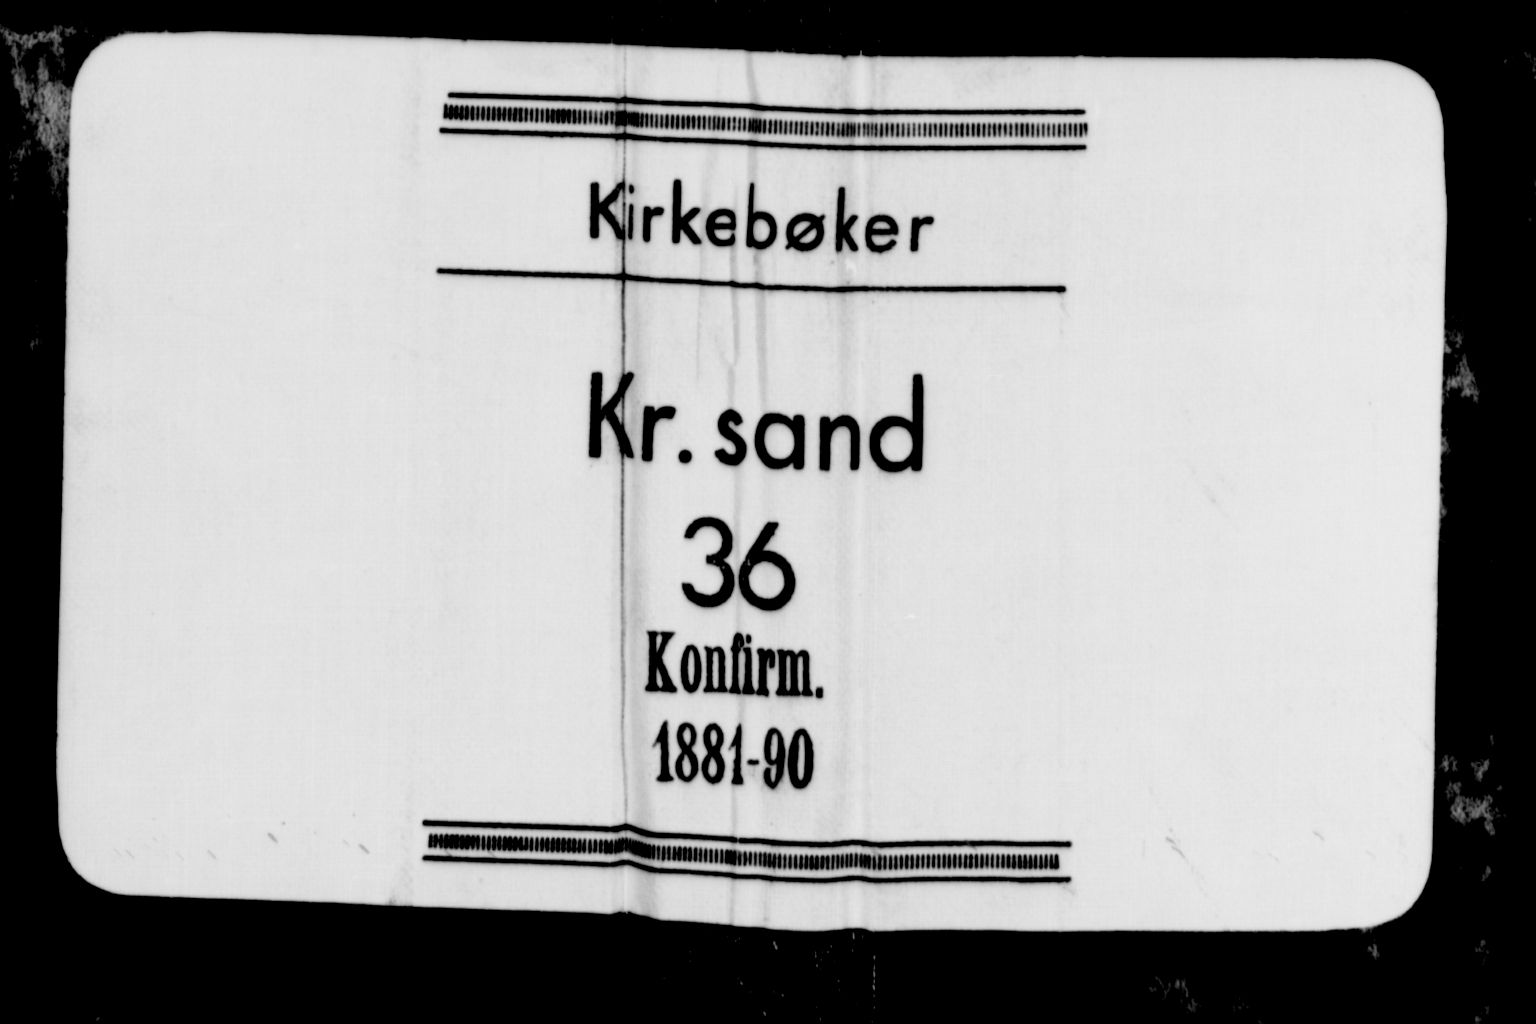 Kirkebøker
Kr. sand
36
Konfirm.
1881-90